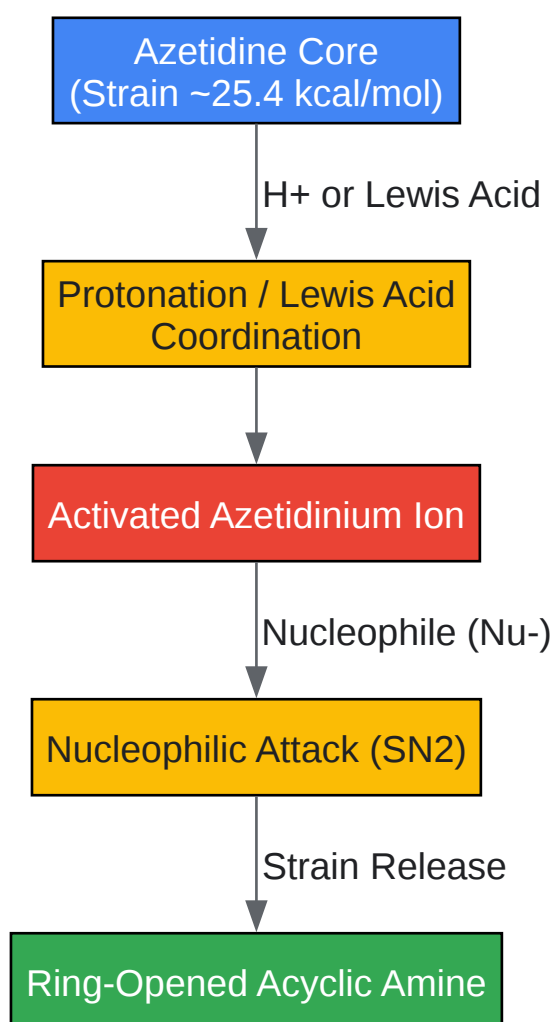 Azetidine Core
(Strain ~25.4 kcal/mol)
H+ or Lewis Acid
Protonation / Lewis Acid
Coordination
Activated Azetidinium Ion
Nucleophile (Nu-)
Nucleophilic Attack (SN2)
Strain Release
Ring-Opened Acyclic Amine